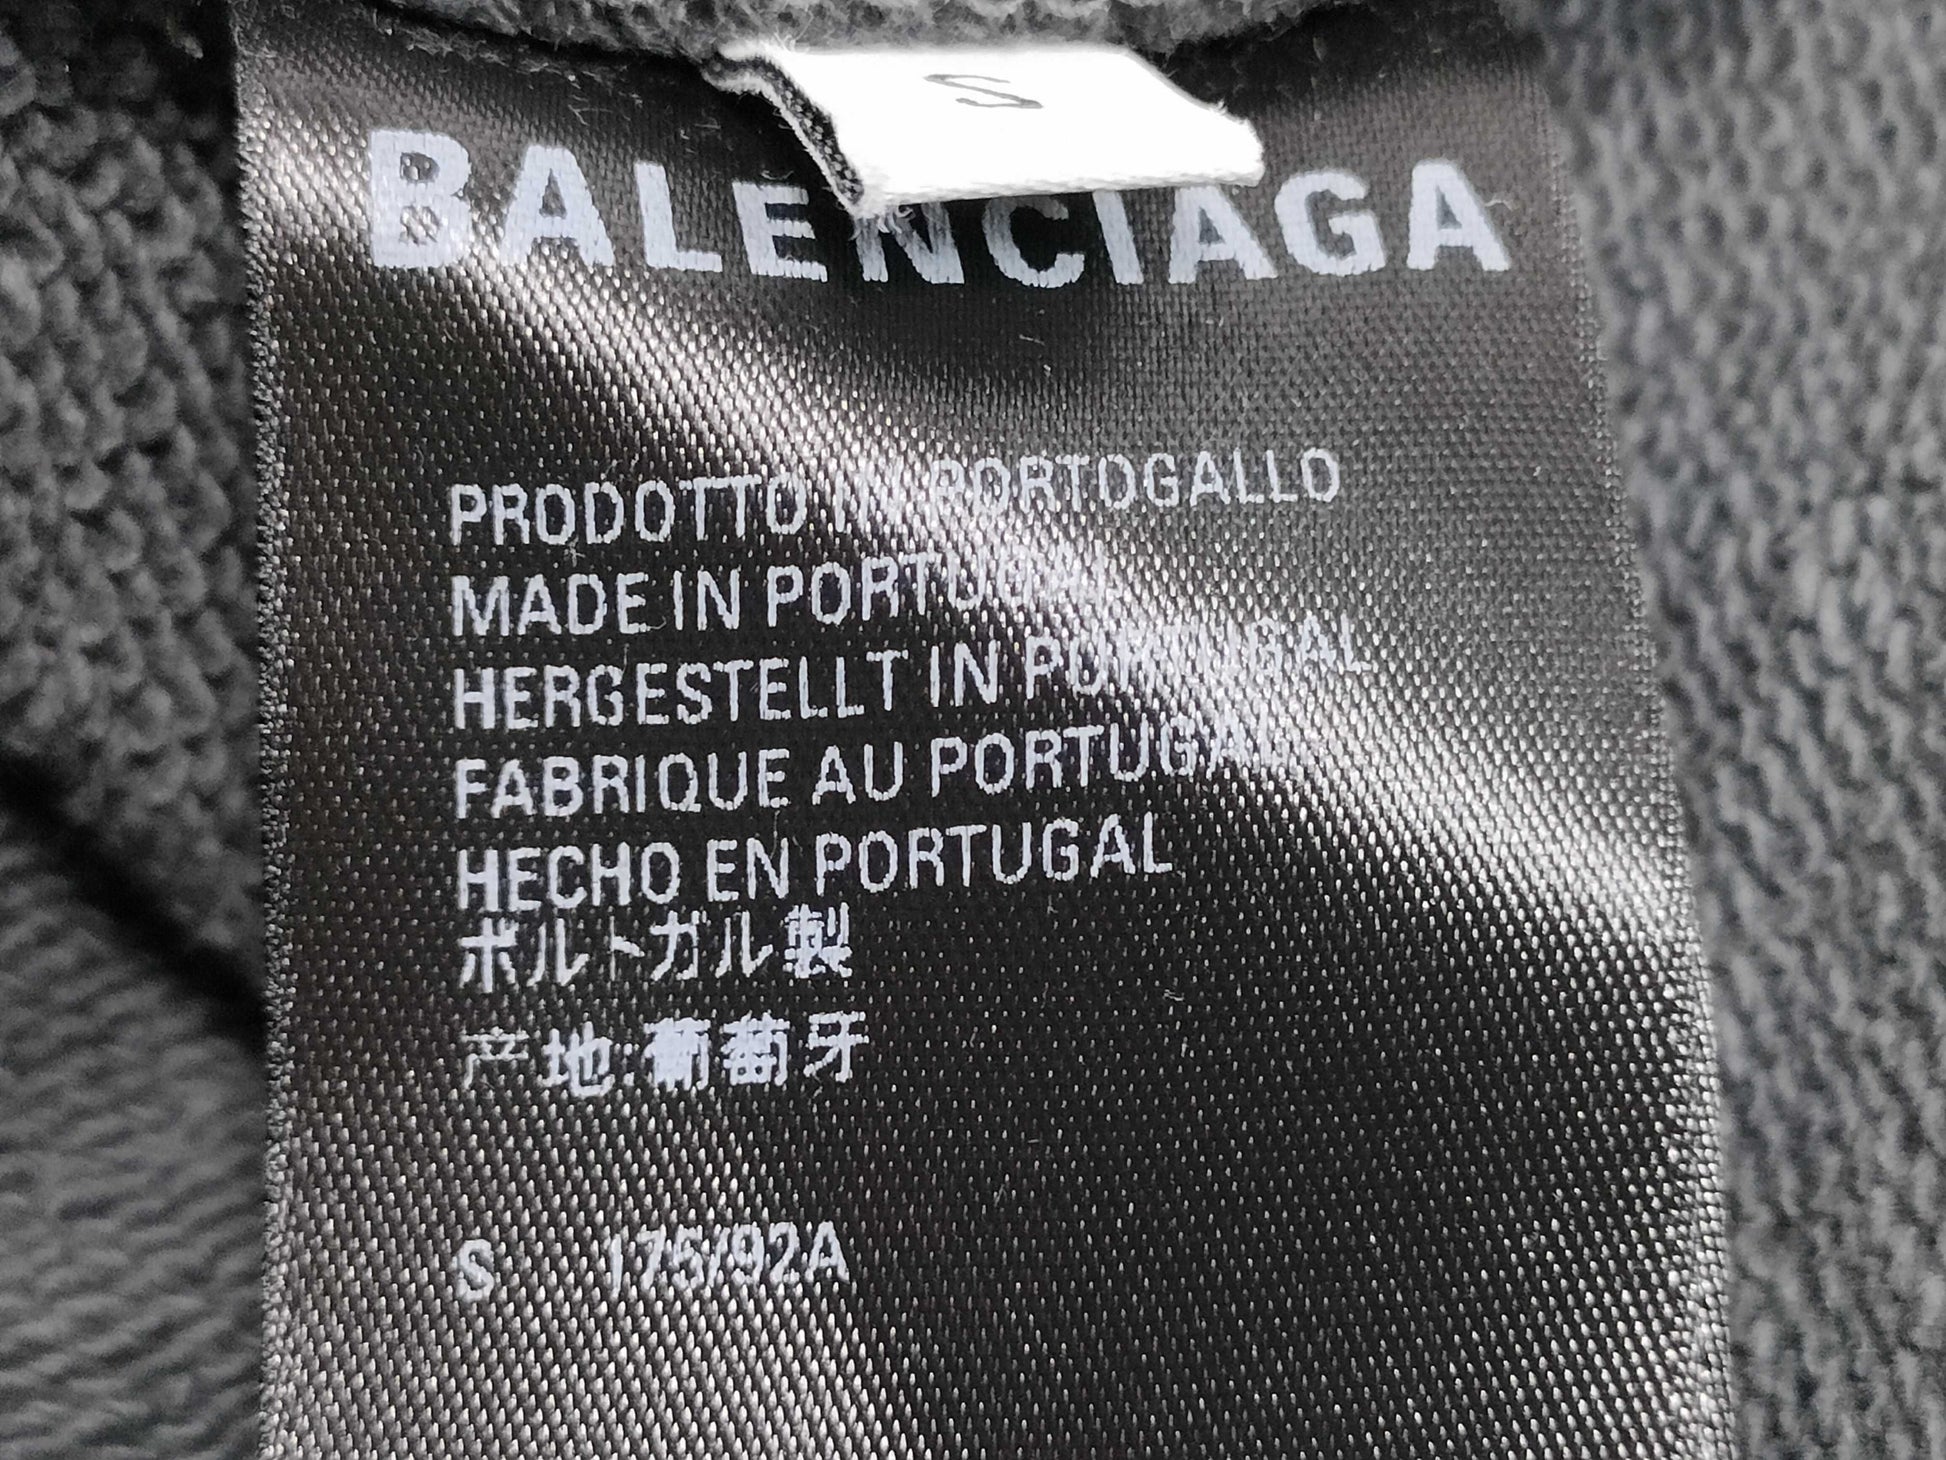 S
BALENCIAGA
PRODOTTO IN PORTOGALLO
MADE IN PORTUGAL
HERGESTELLT IN PORTUGAL
FABRIQUE AU PORTUGAL
HECHO EN PORTUGAL
ポルトガル製
产地:葡萄牙
S 175/92A